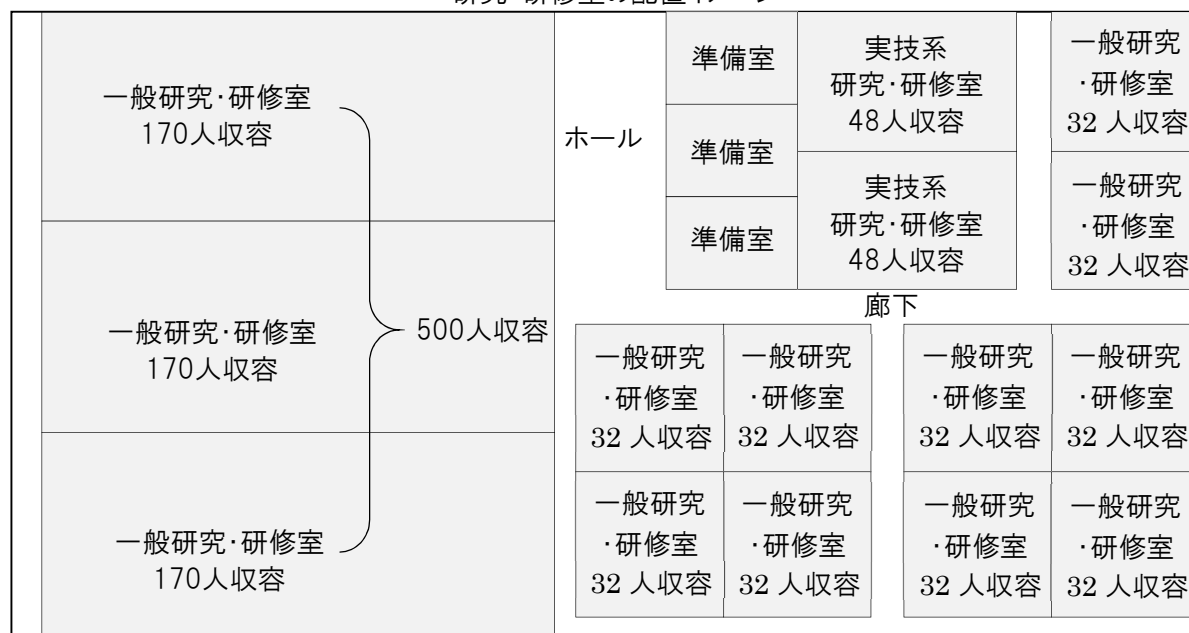 一般研究･研修室
170人収容
一般研究･研修室
170人収容
一般研究･研修室
170人収容
500人収容
ホール
準備室
準備室
準備室
実技系
研究･研修室
48人収容
実技系
研究･研修室
48人収容
一般研究
･研修室
32 人収容
一般研究
･研修室
32 人収容
廊下
一般研究
･研修室
32 人収容
一般研究
･研修室
32 人収容
一般研究
･研修室
32 人収容
一般研究
･研修室
32 人収容
一般研究
･研修室
32 人収容
一般研究
･研修室
32 人収容
一般研究
･研修室
32 人収容
一般研究
･研修室
32 人収容